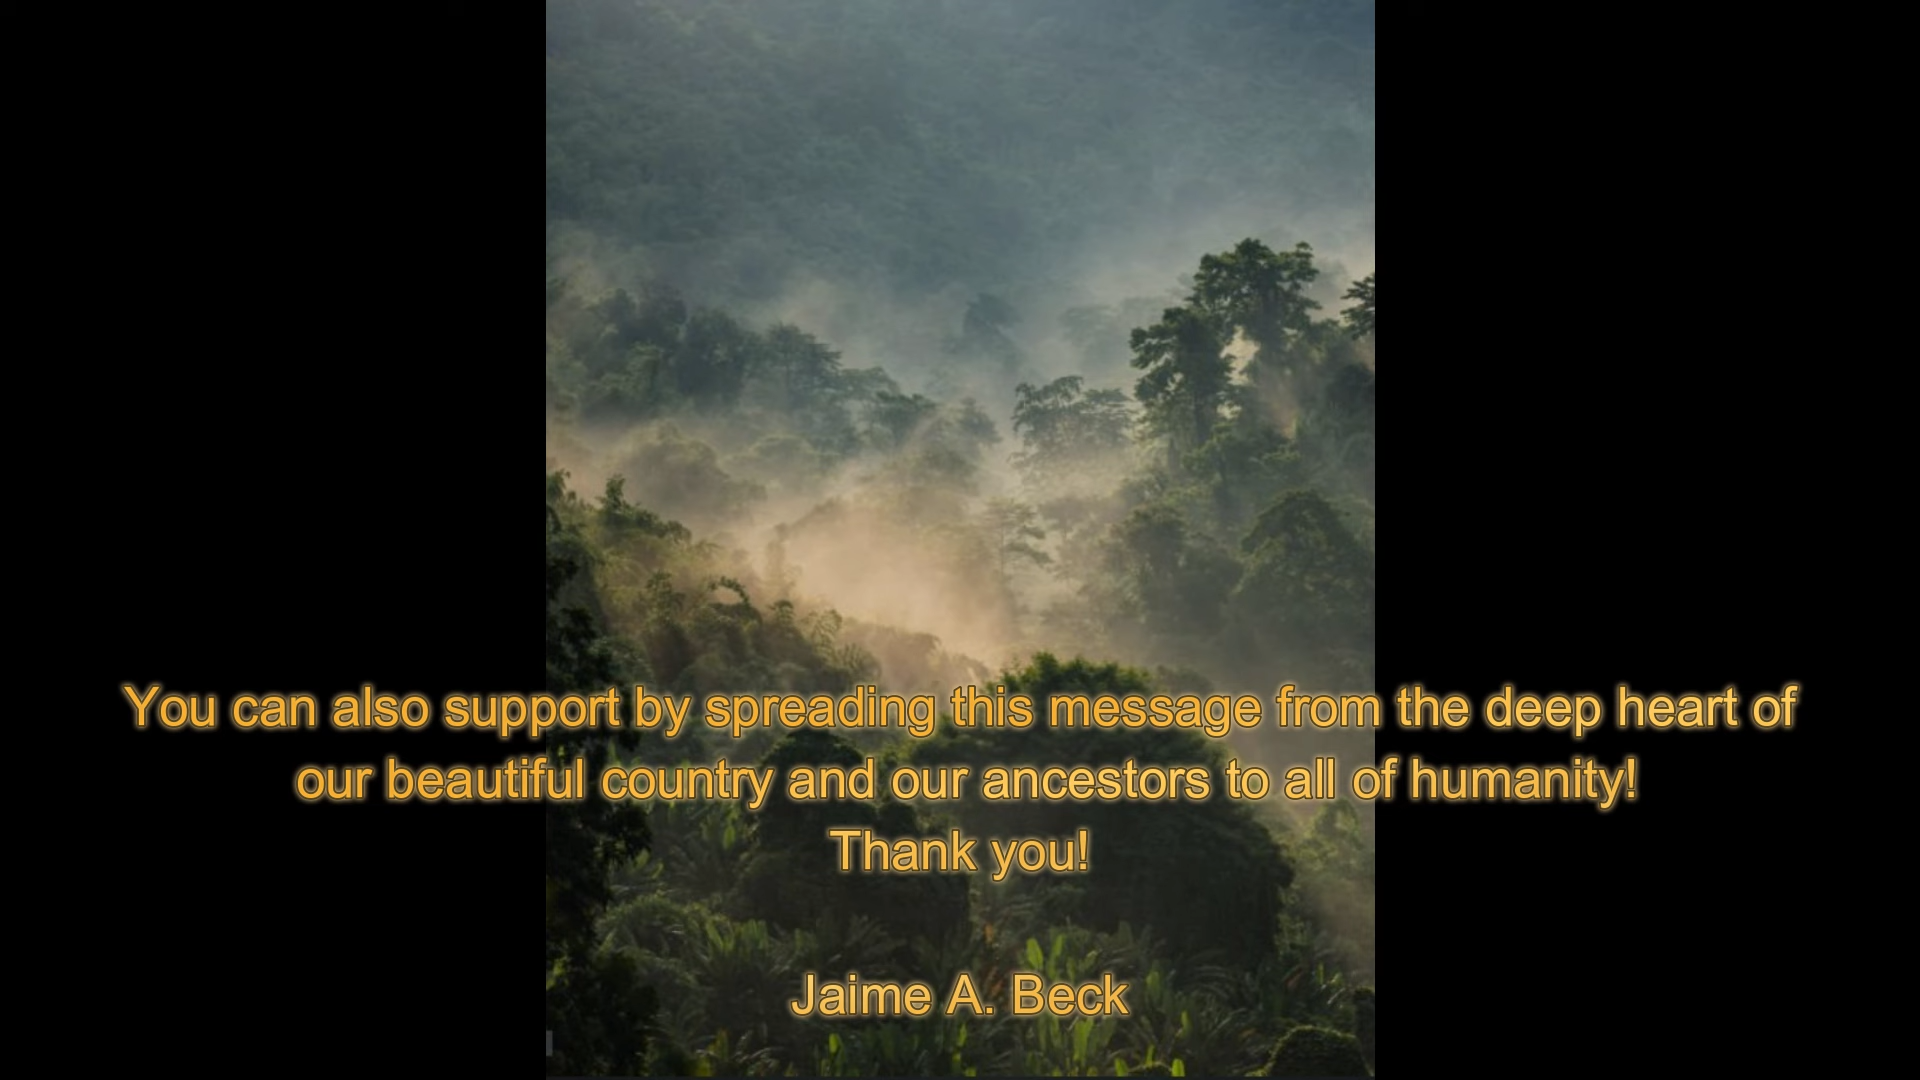 You can also support by spreading this message from the deep heart of
our beautiful country and our ancestors to all of humanity!
Thank you!
Jaime A. Beck